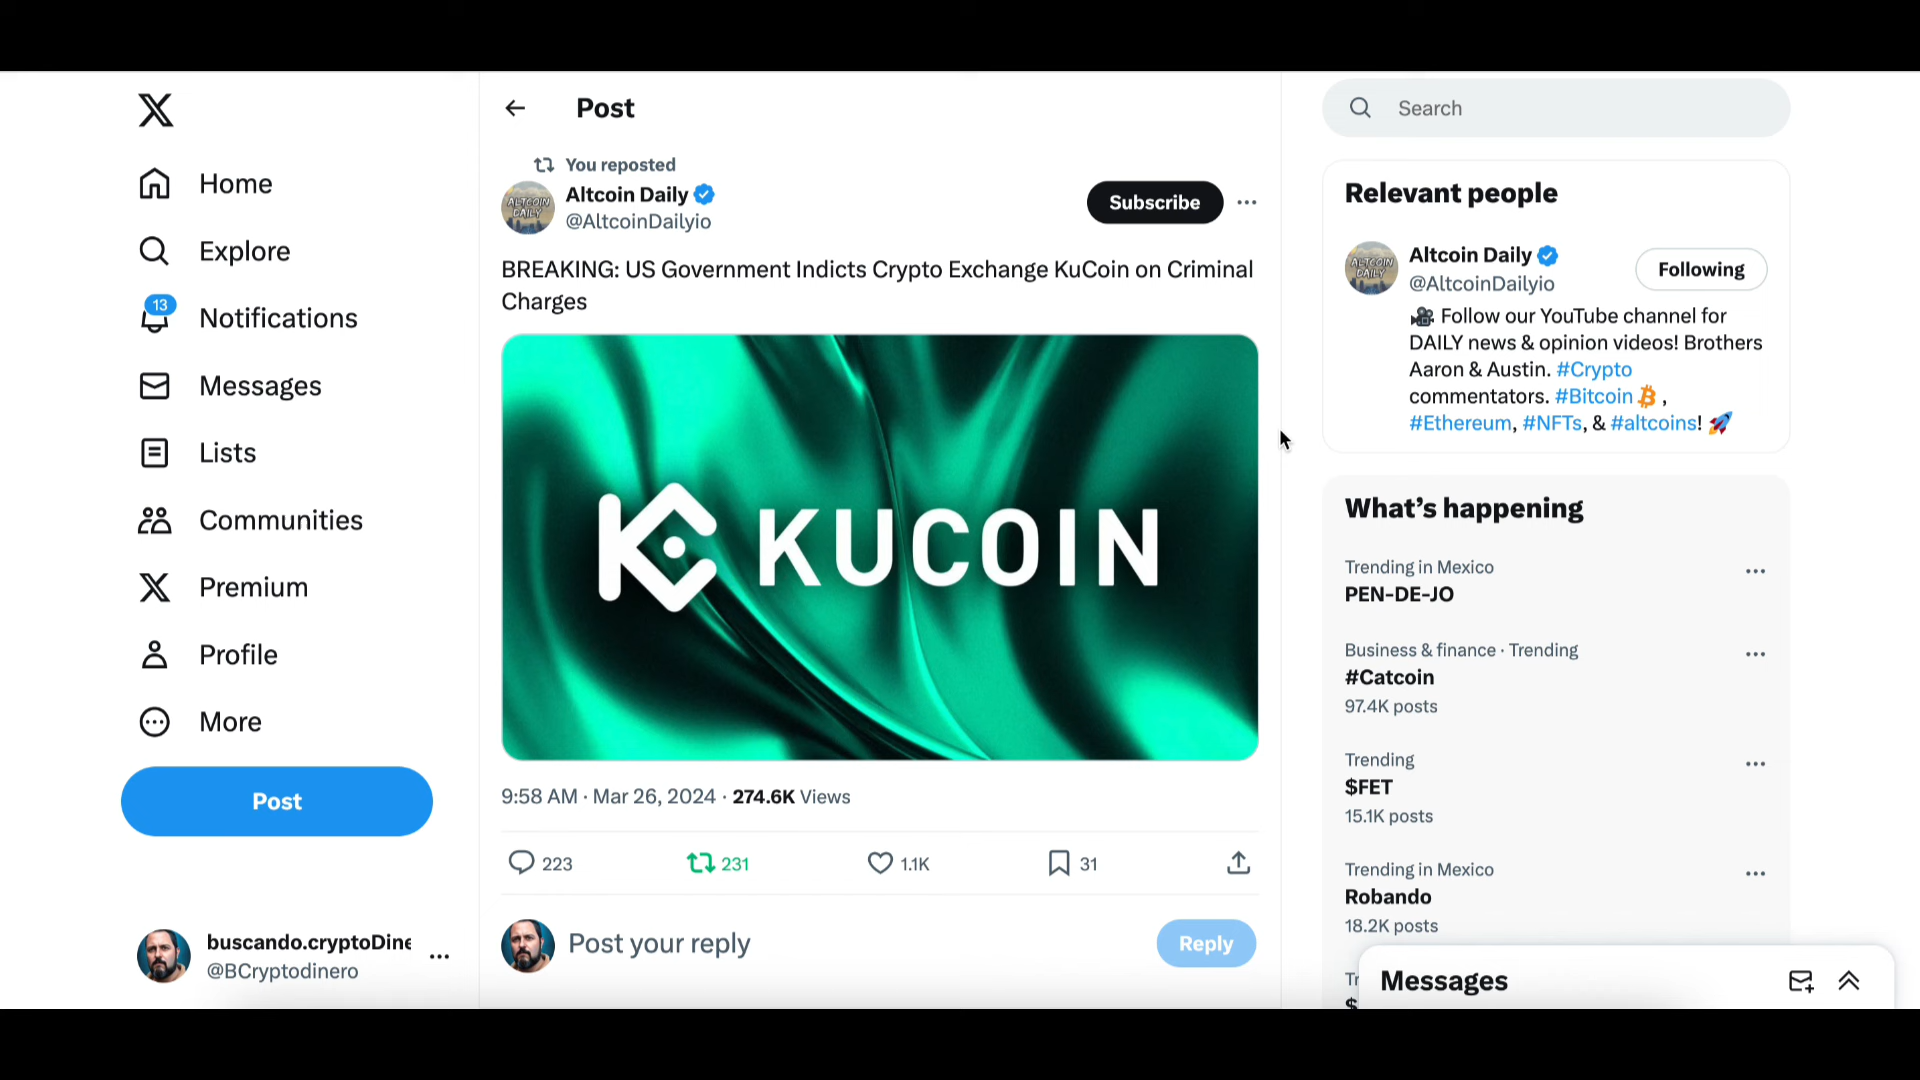 Post
Search
You reposted
Altcoin Daily
@AltcoinDailyio
Subscribe
BREAKING: US Government Indicts Crypto Exchange KuCoin on Criminal
Charges
KUCOIN
9:58 AM · Mar 26, 2024 · 274.6K Views
223
231
1.1K
31
Post your reply
Reply
Home
Explore
13
Notifications
Messages
Lists
Communities
Premium
Profile
More
Post
buscando.cryptoDine
@BCryptodinero
Relevant people
Altcoin Daily
@AltcoinDailyio
Following
🎥 Follow our YouTube channel for
DAILY news & opinion videos! Brothers
Aaron & Austin. #Crypto
commentators. #Bitcoin ,
#Ethereum, #NFTs, & #altcoins! 🚀
What's happening
Trending in Mexico
PEN-DE-JO
Business & finance · Trending
#Catcoin
97.4K posts
Trending
$FET
15.1K posts
Trending in Mexico
Robando
18.2K posts
Messages